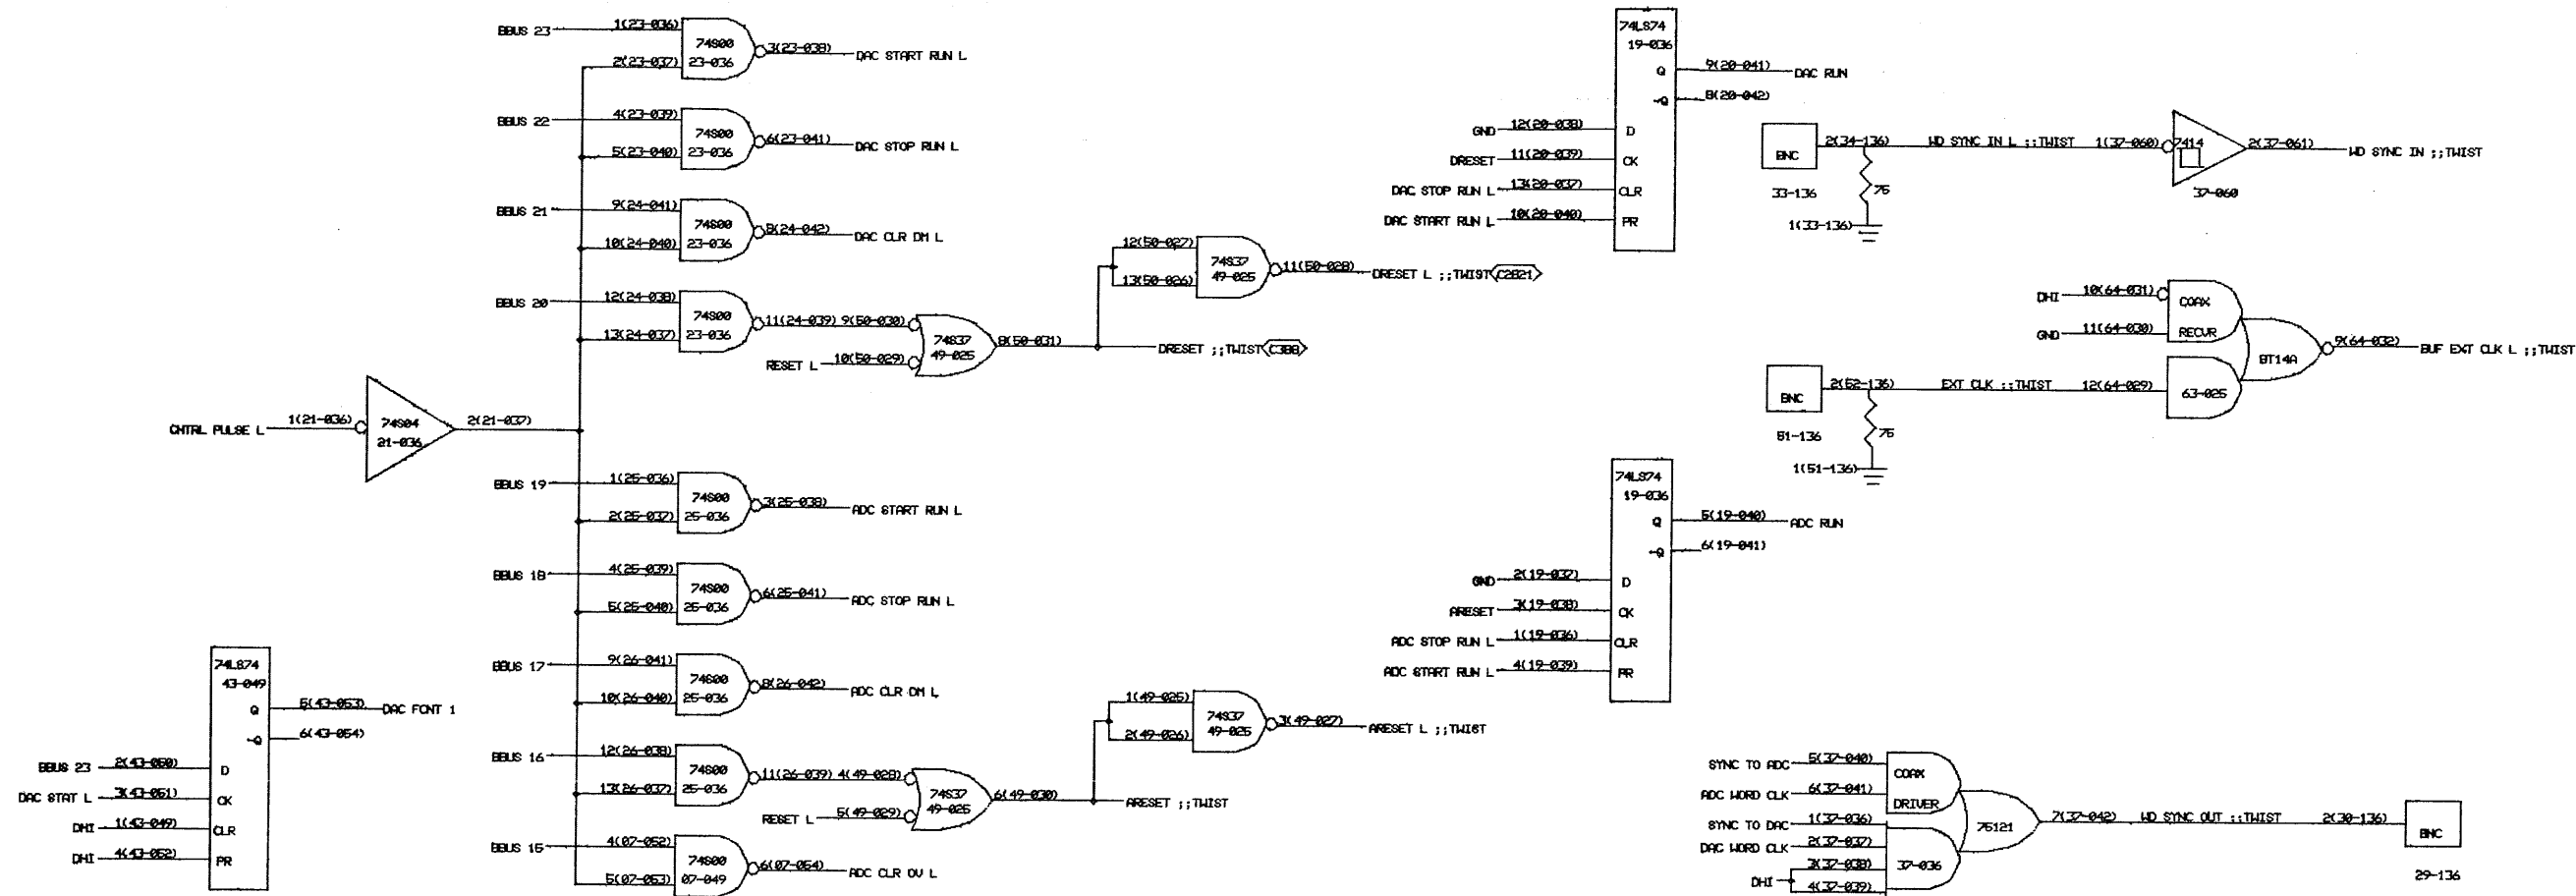 BBUS 23 1(23-036) 74S00 23-036 3(23-038) DAC START RUN L
2(23-037)
BBUS 22 4(23-039) 74S00 23-036 6(23-041) DAC STOP RUN L
5(23-040)
BBUS 21 9(24-041) 74S00 23-036 8(24-042) DAC CLR DM L
10(24-040)
BBUS 20 12(24-038) 74S00 23-036 11(24-039) 9(50-030)
13(24-037)
RESET L 10(50-029)
74S37 49-025 8(50-031)
12(50-027) 74S37 49-025 11(50-028) DRESET L ;;TWIST C2B21
13(50-026)
DRESET ;;TWIST C3B8
CNTRL PULSE L 1(21-036) 74S04 21-036 2(21-037)
BBUS 19 1(25-036) 74S00 25-036 3(25-038) ADC START RUN L
2(25-037)
BBUS 18 4(25-039) 74S00 25-036 6(25-041) ADC STOP RUN L
5(25-040)
BBUS 17 9(26-041) 74S00 25-036 8(26-042) ADC CLR DM L
10(26-040)
BBUS 16 12(26-038) 74S00 25-036 11(26-039) 4(49-028)
13(26-037)
RESET L 5(49-029)
74S37 49-025 6(49-030)
1(49-025) 74S37 49-025 3(49-027) ARESET L ;;TWIST
2(49-026)
ARESET ;;TWIST
BBUS 15 4(07-052) 74S00 07-049 6(07-054) ADC CLR OV L
5(07-053)
74LS74
43-049
Q 5(43-053) DAC FONT 1
¬Q 6(43-054)
BBUS 23 2(43-050) D
DAC STAT L 3(43-051) CK
DHI 1(43-049) CLR
DHI 4(43-052) PR
74LS74
19-036
Q 9(20-041) DAC RUN
¬Q 8(20-042)
GND 12(20-038) D
DRESET 11(20-039) CK
DAC STOP RUN L 13(20-037) CLR
DAC START RUN L 10(20-040) PR
74LS74
19-036
Q 5(19-040) ADC RUN
¬Q 6(19-041)
GND 2(19-037) D
ARESET 3(19-038) CK
ADC STOP RUN L 1(19-036) CLR
ADC START RUN L 4(19-039) PR
BNC 2(34-136) WD SYNC IN L ;;TWIST 1(37-060) 7414 2(37-061) WD SYNC IN ;;TWIST
33-136 75 37-060
1(33-136)
DHI 10(64-031) COAX
GND 11(64-030) RECVR
8T14A 9(64-032) BUF EXT CLK L ;;TWIST
BNC 2(52-136) EXT CLK ;;TWIST 12(64-029) 63-025
51-136 75
1(51-136)
SYNC TO ADC 5(37-040) COAX
ADC WORD CLK 6(37-041) DRIVER
SYNC TO DAC 1(37-036) 75121 7(37-042) WD SYNC OUT ;;TWIST 2(30-136) BNC
DAC WORD CLK 2(37-037)
3(37-038) 37-036
DHI 4(37-039)
29-136